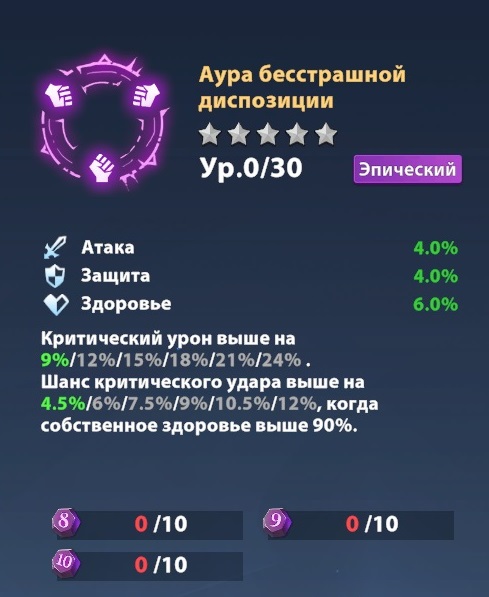 Аура бесстрашной
диспозиции
Ур.0/30
Эпический
Атака 4.0%
Защита 4.0%
Здоровье 6.0%
Критический урон выше на
9%/12%/15%/18%/21%/24% .
Шанс критического удара выше на
4.5%/6%/7.5%/9%/10.5%/12%, когда
собственное здоровье выше 90%.
8 0 /10 9 0 /10
10 0 /10